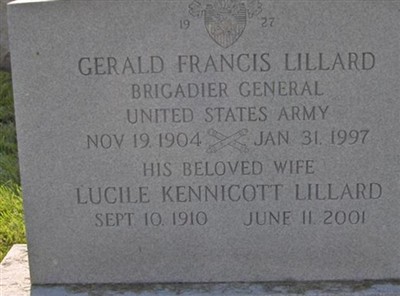 19 27
GERALD FRANCIS LILLARD
BRIGADIER GENERAL
UNITED STATES ARMY
NOV 19 1904 JAN 31 1997
HIS BELOVED WIFE
LUCILE KENNICOTT LILLARD
SEPT 10 1910 JUNE 11 2001